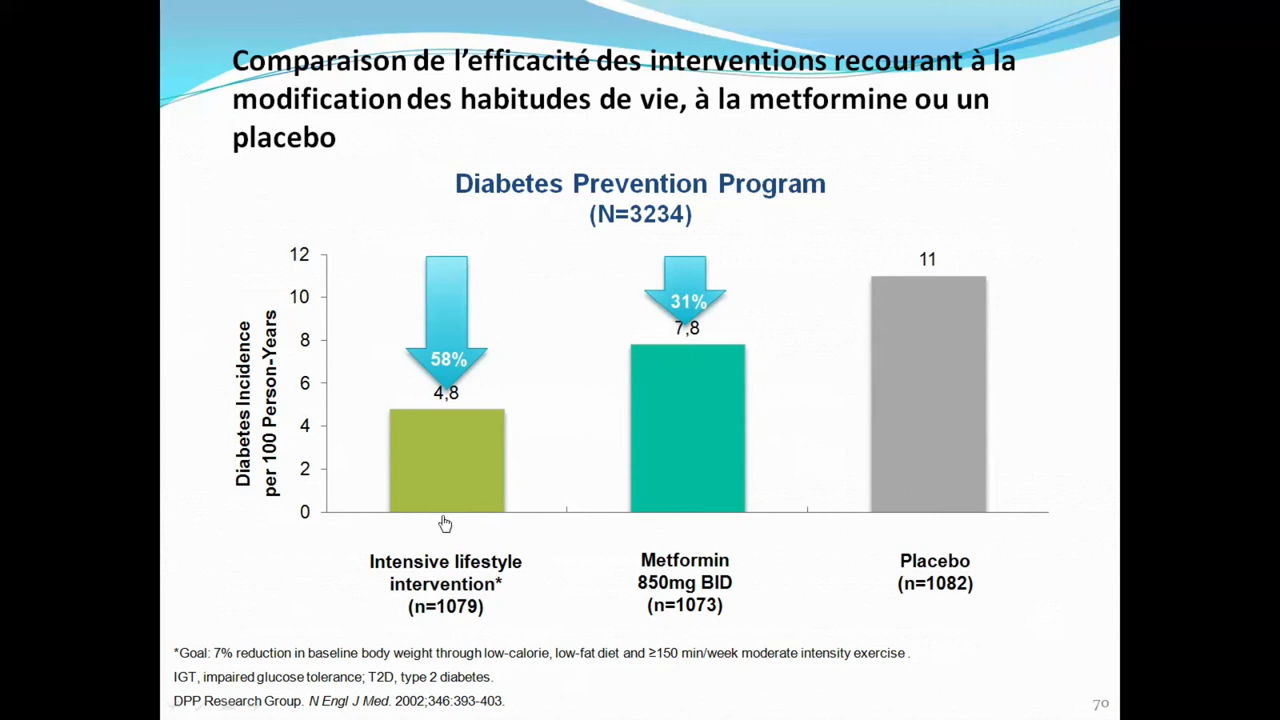 Comparaison de l’efficacité des interventions recourant à la
modification des habitudes de vie, à la metformine ou un
placebo
Diabetes Prevention Program
(N=3234)
Diabetes Incidence
per 100 Person-Years
12
10
8
6
4
2
0
58%
4,8
31%
7,8
11
Intensive lifestyle
intervention*
(n=1079)
Metformin
850mg BID
(n=1073)
Placebo
(n=1082)
*Goal: 7% reduction in baseline body weight through low-calorie, low-fat diet and ≥150 min/week moderate intensity exercise .
IGT, impaired glucose tolerance; T2D, type 2 diabetes.
DPP Research Group. N Engl J Med. 2002;346:393-403.
70